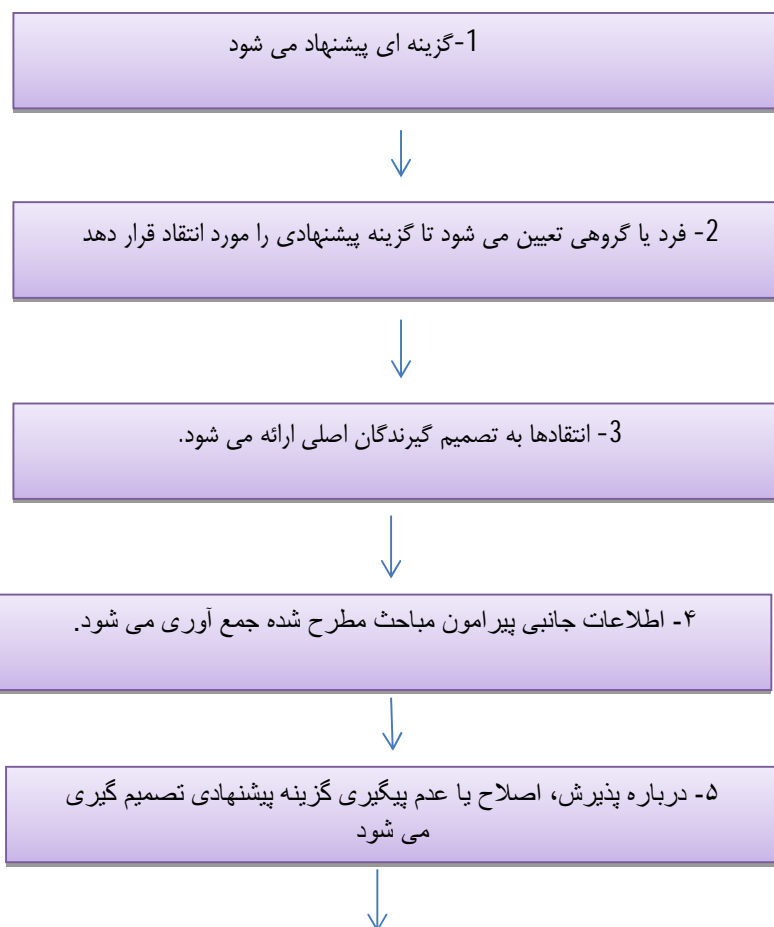 1-گزینه ای پیشنهاد می شود
2- فرد یا گروهی تعیین می شود تا گزینه پیشنهادی را مورد انتقاد قرار دهد
3- انتقادها به تصمیم گیرندگان اصلی ارائه می شود.
۴- اطلاعات جانبی پیرامون مباحث مطرح شده جمع آوری می شود.
۵- درباره پذیرش، اصلاح یا عدم پیگیری گزینه پیشنهادی تصمیم گیری
می شود